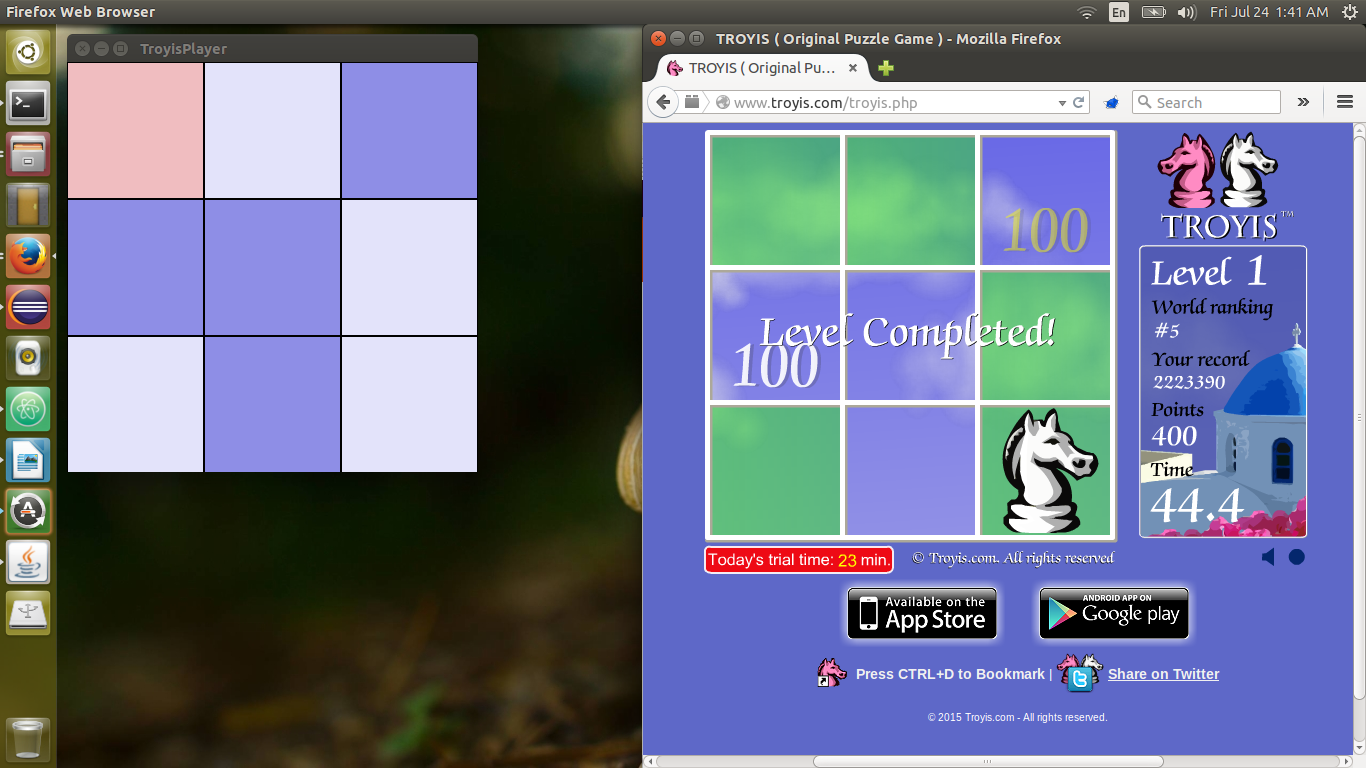 Firefox Web Browser
En
Fri Jul 24 1:41 AM
TroyisPlayer
TROYIS ( Original Puzzle Game ) - Mozilla Firefox
TROYIS ( Original Pu...
www.troyis.com/troyis.php
Search
100
Level Completed!
100
TROYIS™
Level 1
World ranking
#5
Your record
2223390
Points
400
Time
44.4
Today's trial time: 23 min.
© Troyis.com. All rights reserved
Available on the
App Store
ANDROID APP ON
Google play
Press CTRL+D to Bookmark |
Share on Twitter
© 2015 Troyis.com - All rights reserved.